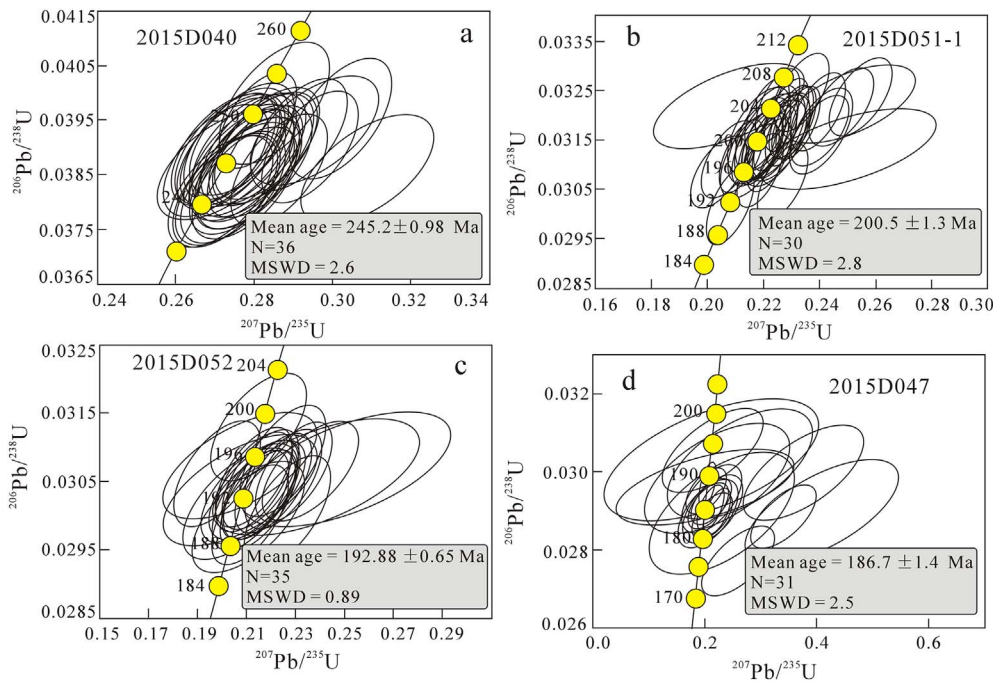 0.0415
0.0405
0.0395
0.0385
0.0375
0.0365
²⁰⁶Pb/²³⁸U
2015D040
a
260
Mean age = 245.2±0.98 Ma
N=36
MSWD = 2.6
0.24 0.26 0.28 0.30 0.32 0.34
²⁰⁷Pb/²³⁵U
0.0335
0.0325
0.0315
0.0305
0.0295
0.0285
²⁰⁶Pb/²³⁸U
b
2015D051-1
212
208
204
200
196
192
188
184
Mean age = 200.5 ±1.3 Ma
N=30
MSWD = 2.8
0.16 0.18 0.20 0.22 0.24 0.26 0.28 0.30
²⁰⁷Pb/²³⁵U
0.0325
0.0315
0.0305
0.0295
0.0285
²⁰⁶Pb/²³⁸U
2015D052
c
204
200
196
192
188
184
Mean age = 192.88 ±0.65 Ma
N=35
MSWD = 0.89
0.15 0.17 0.19 0.21 0.23 0.25 0.27 0.29
²⁰⁷Pb/²³⁵U
0.032
0.030
0.028
0.026
²⁰⁶Pb/²³⁸U
d
2015D047
200
190
180
170
Mean age = 186.7 ±1.4 Ma
N=31
MSWD = 2.5
0.0 0.2 0.4 0.6
²⁰⁷Pb/²³⁵U